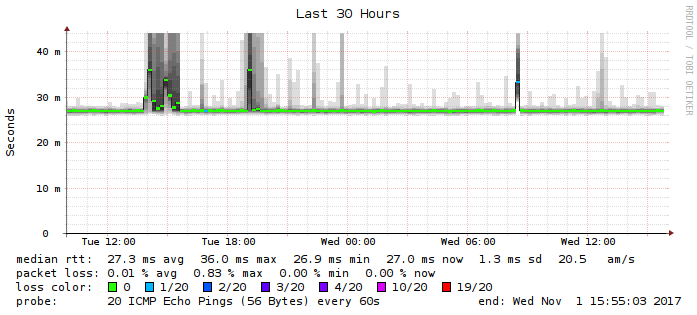 Last 30 Hours
RRDTOOL / TOBI OETIKER
Seconds
40 m
30 m
20 m
10 m
0
Tue 12:00 Tue 18:00 Wed 00:00 Wed 06:00 Wed 12:00
median rtt: 27.3 ms avg 36.0 ms max 26.9 ms min 27.0 ms now 1.3 ms sd 20.5 am/s
packet loss: 0.01 % avg 0.83 % max 0.00 % min 0.00 % now
loss color: 0 1/20 2/20 3/20 4/20 10/20 19/20
probe: 20 ICMP Echo Pings (56 Bytes) every 60s end: Wed Nov 1 15:55:03 2017